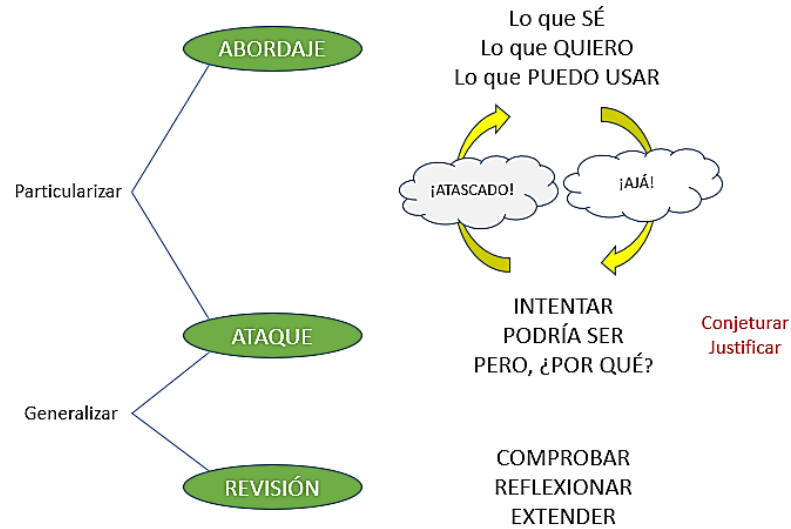 ABORDAJE
Lo que SÉ
Lo que QUIERO
Lo que PUEDO USAR
Particularizar
¡ATASCADO!
¡AJÁ!
ATAQUE
INTENTAR
PODRÍA SER
PERO, ¿POR QUÉ?
Conjeturar
Justificar
Generalizar
REVISIÓN
COMPROBAR
REFLEXIONAR
EXTENDER